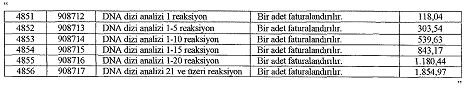 “
4851 908712 DNA dizi analizi 1 reaksiyon Bir adet faturalandırılır. 118,04
4852 908713 DNA dizi analizi 1-5 reaksiyon Bir adet faturalandırılır. 303,54
4853 908714 DNA dizi analizi 1-10 reaksiyon Bir adet faturalandırılır. 539,63
4854 908715 DNA dizi analizi 1-15 reaksiyon Bir adet faturalandırılır. 843,17
4855 908716 DNA dizi analizi 1-20 reaksiyon Bir adet faturalandırılır. 1.180,44
4856 908717 DNA dizi analizi 21 ve üzeri reaksiyon Bir adet faturalandırılır. 1.854,97
”